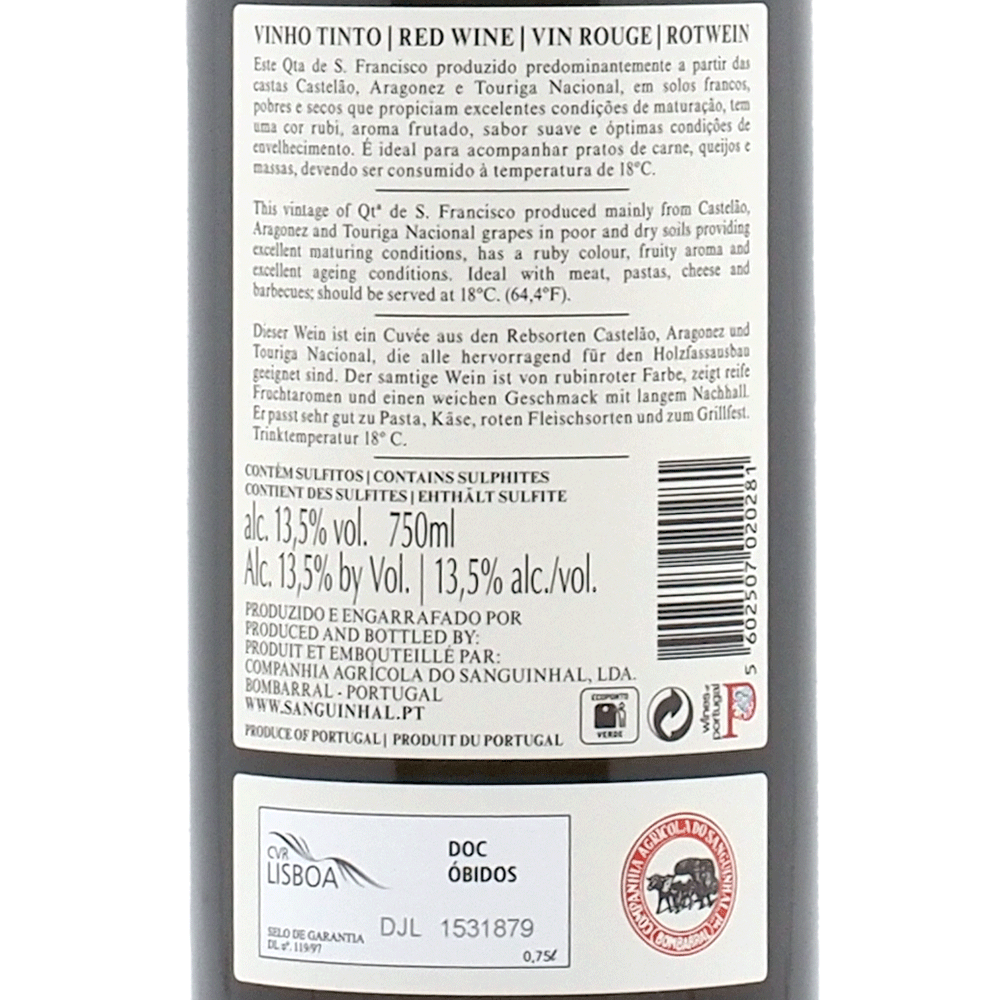 VINHO TINTO | RED WINE | VIN ROUGE | ROTWEIN
Este Qta de S. Francisco produzido predominantemente a partir das
castas Castelão, Aragonez e Touriga Nacional, em solos francos,
pobres e secos que propiciam excelentes condições de maturação, tem
uma cor rubi, aroma frutado, sabor suave e óptimas condições de
envelhecimento. É ideal para acompanhar pratos de carne, queijos e
massas, devendo ser consumido à temperatura de 18ºC.
This vintage of Qtª de S. Francisco produced mainly from Castelão,
Aragonez and Touriga Nacional grapes in poor and dry soils providing
excellent maturing conditions, has a ruby colour, fruity aroma and
excellent ageing conditions. Ideal with meat, pastas, cheese and
barbecues; should be served at 18ºC. (64,4ºF).
Dieser Wein ist ein Cuvée aus den Rebsorten Castelão, Aragonez und
Touriga Nacional, die alle hervorragend für den Holzfassausbau
geeignet sind. Der samtige Wein ist von rubinroter Farbe, zeigt reife
Fruchtaromen und einen weichen Geschmack mit langem Nachhall.
Er passt sehr gut zu Pasta, Käse, roten Fleischsorten und zum Grillfest.
Trinktemperatur 18º C.
CONTÉM SULFITOS | CONTAINS SULPHITES
CONTIENT DES SULFITES | EHTHÄLT SULFITE
alc. 13,5% vol. 750ml
Alc. 13,5% by Vol. | 13,5% alc./vol.
PRODUZIDO E ENGARRAFADO POR
PRODUCED AND BOTTLED BY:
PRODUIT ET EMBOUTEILLÉ PAR:
COMPANHIA AGRÍCOLA DO SANGUINHAL, LDA.
BOMBARRAL - PORTUGAL
WWW.SANGUINHAL.PT
PRODUCE OF PORTUGAL | PRODUIT DU PORTUGAL
ECOPONTO
VERDE
wines of
portugal
5 602507 020281
CVR
LISBOA
DOC
ÓBIDOS
DJL 1531879
SELO DE GARANTIA
DL nº. 119/97
0,75ℓ
COMPANHIA AGRICOLA DO SANGUINHAL
BOMBARRAL